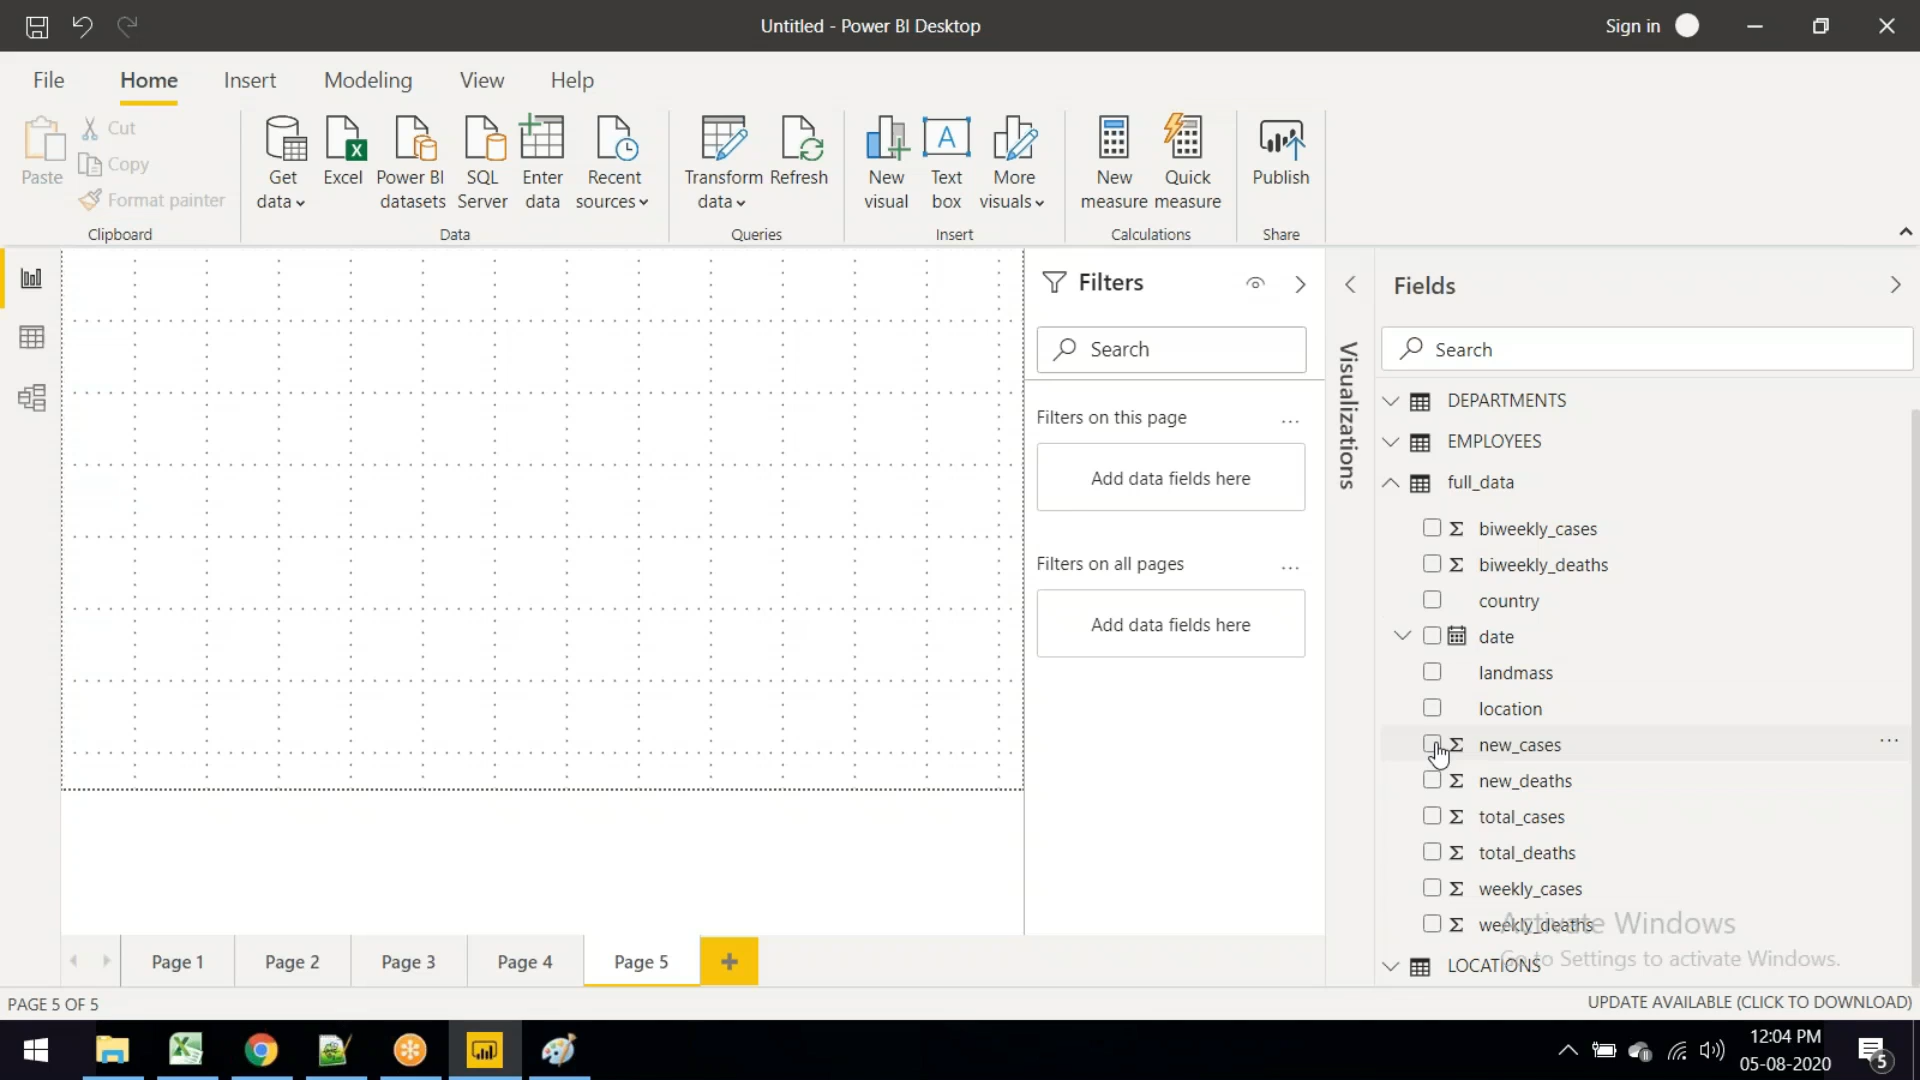 Untitled - Power BI Desktop
Sign in
File Home Insert Modeling View Help
Paste
Cut
Copy
Format painter
Clipboard
Get data
Excel
Power BI datasets
SQL Server
Enter data
Recent sources
Data
Transform data
Refresh
Queries
New visual
Text box
More visuals
Insert
New measure
Quick measure
Calculations
Publish
Share
Filters
Search
Filters on this page ...
Add data fields here
Filters on all pages ...
Add data fields here
Visualizations
Fields
Search
DEPARTMENTS
EMPLOYEES
full_data
Σ biweekly_cases
Σ biweekly_deaths
country
date
landmass
location
Σ new_cases ...
Σ new_deaths
Σ total_cases
Σ total_deaths
Σ weekly_cases
Σ weekly_deaths
LOCATIONS
Activate Windows
Go to Settings to activate Windows.
Page 1 Page 2 Page 3 Page 4 Page 5 +
PAGE 5 OF 5
UPDATE AVAILABLE (CLICK TO DOWNLOAD)
12:04 PM
05-08-2020
5